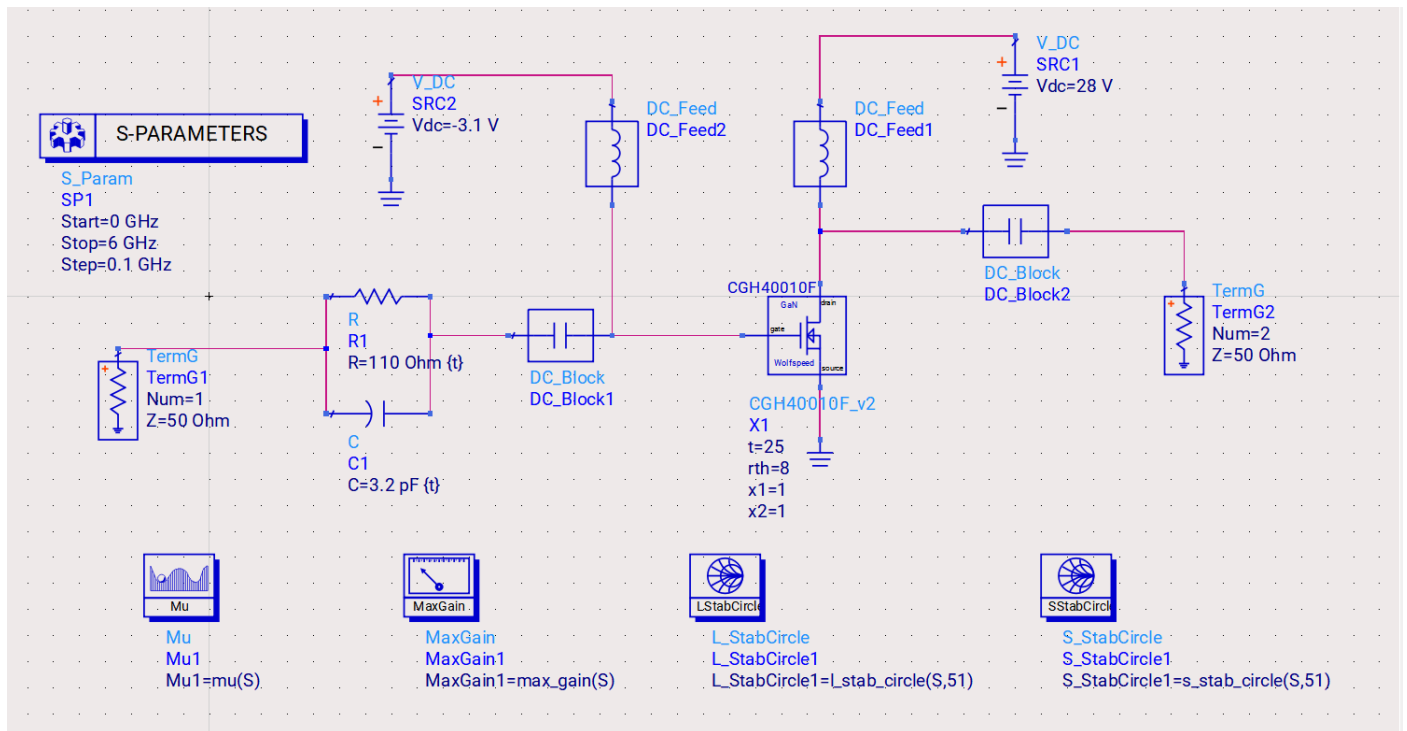 S-PARAMETERS
S_Param
SP1
Start=0 GHz
Stop=6 GHz
Step=0.1 GHz
V_DC
SRC2
Vdc=-3.1 V
DC_Feed
DC_Feed2
DC_Feed
DC_Feed1
V_DC
SRC1
Vdc=28 V
TermG
TermG1
Num=1
Z=50 Ohm
R
R1
R=110 Ohm {t}
C
C1
C=3.2 pF {t}
DC_Block
DC_Block1
CGH40010F
GaN
drain
gate
Wolfspeed
source
CGH40010F_v2
X1
t=25
rth=8
x1=1
x2=1
DC_Block
DC_Block2
TermG
TermG2
Num=2
Z=50 Ohm
Mu
Mu
Mu1
Mu1=mu(S)
MaxGain
MaxGain
MaxGain1
MaxGain1=max_gain(S)
LStabCircl
L_StabCircle
L_StabCircle1
L_StabCircle1=l_stab_circle(S,51)
SStabCircl
S_StabCircle
S_StabCircle1
S_StabCircle1=s_stab_circle(S,51)